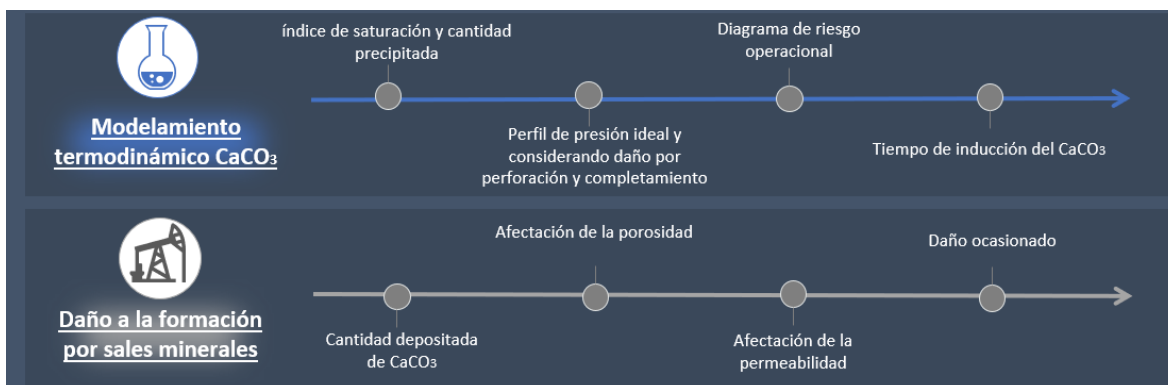 Modelamiento
termodinámico CaCO₃
índice de saturación y cantidad
precipitada
Perfil de presión ideal y
considerando daño por
perforación y completamiento
Diagrama de riesgo
operacional
Tiempo de inducción del CaCO₃
Daño a la formación
por sales minerales
Cantidad depositada
de CaCO₃
Afectación de la porosidad
Afectación de la
permeabilidad
Daño ocasionado